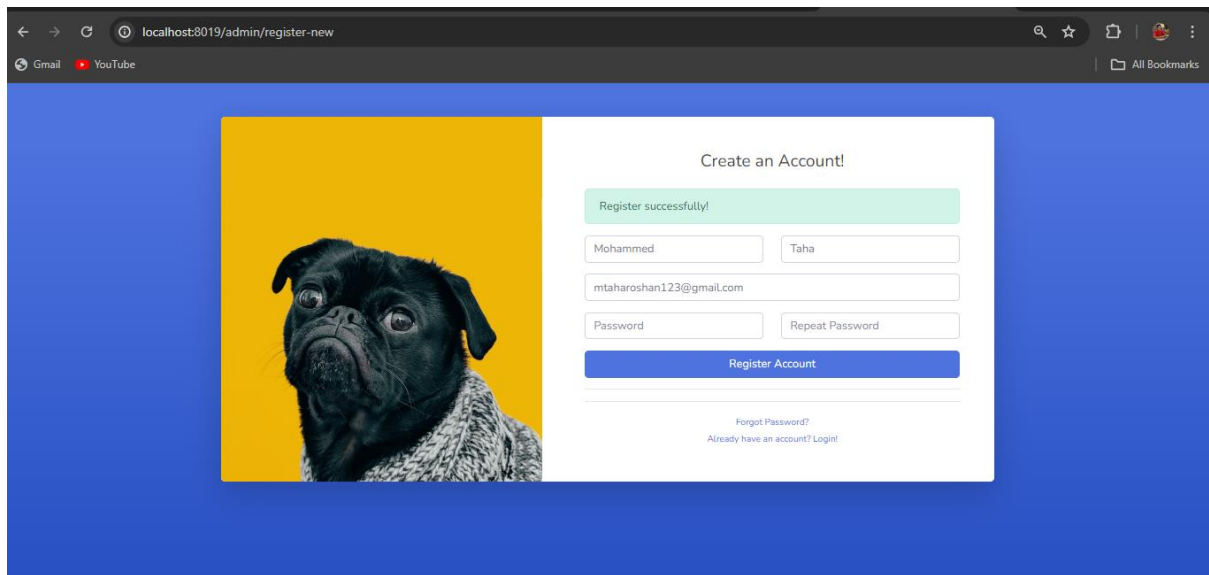 localhost:8019/admin/register-new
Gmail YouTube All Bookmarks
Create an Account!
Register successfully!
Mohammed Taha
mtaharoshan123@gmail.com
Password Repeat Password
Register Account
Forgot Password?
Already have an account? Login!